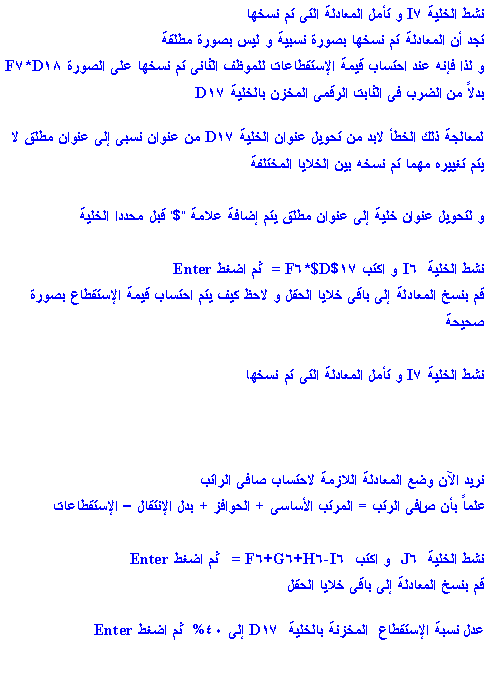 نشط الخلية I٧ و تأمل المعادلة التى تم نسخها
تجد أن المعادلة تم نسخها بصورة نسبية و ليس بصورة مطلقة
و لذا فإنه عند احتساب قيمة الإستقطاعات للموظف الثانى تم نسخها على الصورة F٧*D١٨
بدلاً من الضرب فى الثابت الرقمى المخزن بالخلية D١٧
لمعالجة ذلك الخطأ لابد من تحويل عنوان الخلية D١٧ من عنوان نسبى إلى عنوان مطلق لا
يتم تغييره مهما تم نسخه بين الخلايا المختلفة
و لتحويل عنوان خلية إلى عنوان مطلق يتم إضافة علامة "$" قبل محددا الخلية
نشط الخلية I٦ و اكتب F٦*$D$١٧ = ثم اضغط Enter
قم بنسخ المعادلة إلى باقى خلايا الحقل و لاحظ كيف يتم احتساب قيمة الإستقطاع بصورة
صحيحة
نشط الخلية I٧ و تأمل المعادلة التى تم نسخها
نريد الآن وضع المعادلة اللازمة لاحتساب صافى الراتب
علماً بأن صافى الرتب = المرتب الأساسى + الحوافز + بدل الإنتقال – الإستقطاعات
نشط الخلية J٦ و اكتب F٦+G٦+H٦-I٦ = ثم اضغط Enter
قم بنسخ المعادلة إلى باقى خلايا الحقل
عدل نسبة الإستقطاع المخزنة بالخلية D١٧ إلى ٤٠% ثم اضغط Enter